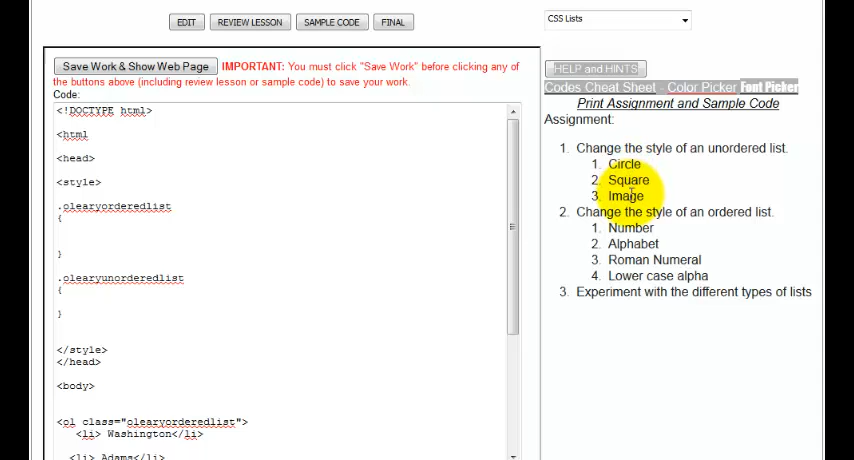 EDIT REVIEW LESSON SAMPLE CODE FINAL
CSS Lists
Save Work & Show Web Page IMPORTANT: You must click "Save Work" before clicking any of
the buttons above (including review lesson or sample code) to save your work.
Code:
<!DOCTYPE html>
<html
<head>
<style>
.olearyorderedlist
{
}
.olearyunorderedlist
{
}
</style>
</head>
<body>
<ol class="olearyorderedlist">
<li> Washington</li>
<li> Adams</li>
HELP and HINTS
Codes Cheat Sheet - Color Picker Font Picker
Print Assignment and Sample Code
Assignment:
1. Change the style of an unordered list.
1. Circle
2. Square
3. Image
2. Change the style of an ordered list.
1. Number
2. Alphabet
3. Roman Numeral
4. Lower case alpha
3. Experiment with the different types of lists